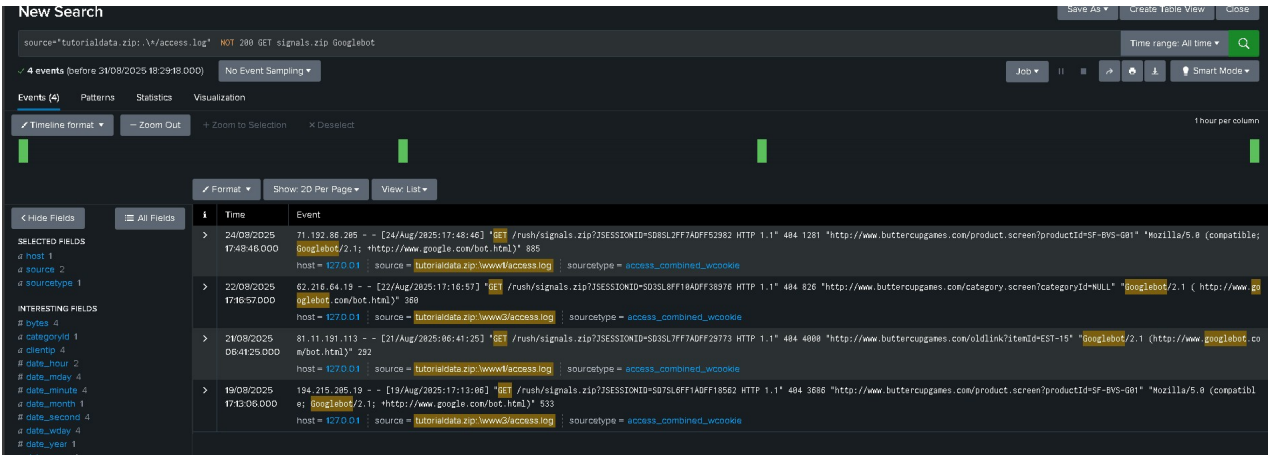 New Search
Save As ▾ Create Table View Close
source="tutorialdata.zip:.\*/access.log" NOT 200 GET signals.zip Googlebot
Time range: All time ▾
✓ 4 events (before 31/08/2025 18:29:18.000) No Event Sampling ▾
Job ▾ Smart Mode ▾
Events (4) Patterns Statistics Visualization
Timeline format ▾ — Zoom Out + Zoom to Selection × Deselect
1 hour per column
Format ▾ Show: 20 Per Page ▾ View: List ▾
< Hide Fields All Fields
i Time Event
SELECTED FIELDS
a host 1
a source 2
a sourcetype 1
INTERESTING FIELDS
# bytes 4
a categoryId 1
a clientip 4
# date_hour 2
# date_mday 4
# date_minute 4
a date_month 1
# date_second 4
a date_wday 4
# date_year 1
> 24/08/2025 17:48:46.000
71.192.86.205 - - [24/Aug/2025:17:48:46] "GET /rush/signals.zip?JSESSIONID=SD8SL2FF7ADFF52982 HTTP 1.1" 404 1281 "http://www.buttercupgames.com/product.screen?productId=SF-BVS-G01" "Mozilla/5.0 (compatible;
Googlebot/2.1; +http://www.google.com/bot.html)" 885
host = 127.0.0.1 source = tutorialdata.zip:.\www1/access.log sourcetype = access_combined_wcookie
> 22/08/2025 17:16:57.000
62.216.64.19 - - [22/Aug/2025:17:16:57] "GET /rush/signals.zip?JSESSIONID=SD3SL8FF10ADFF38976 HTTP 1.1" 404 826 "http://www.buttercupgames.com/category.screen?categoryId=NULL" "Googlebot/2.1 ( http://www.go
oglebot.com/bot.html)" 360
host = 127.0.0.1 source = tutorialdata.zip:.\www3/access.log sourcetype = access_combined_wcookie
> 21/08/2025 06:41:25.000
81.11.191.113 - - [21/Aug/2025:06:41:25] "GET /rush/signals.zip?JSESSIONID=SD3SL7FF7ADFF29773 HTTP 1.1" 404 4000 "http://www.buttercupgames.com/oldlink?itemId=EST-15" "Googlebot/2.1 (http://www.googlebot.co
m/bot.html)" 292
host = 127.0.0.1 source = tutorialdata.zip:.\www1/access.log sourcetype = access_combined_wcookie
> 19/08/2025 17:13:06.000
194.215.205.19 - - [19/Aug/2025:17:13:06] "GET /rush/signals.zip?JSESSIONID=SD7SL6FF1ADFF18562 HTTP 1.1" 404 3686 "http://www.buttercupgames.com/product.screen?productId=SF-BVS-G01" "Mozilla/5.0 (compatibl
e; Googlebot/2.1; +http://www.google.com/bot.html)" 533
host = 127.0.0.1 source = tutorialdata.zip:.\www3/access.log sourcetype = access_combined_wcookie